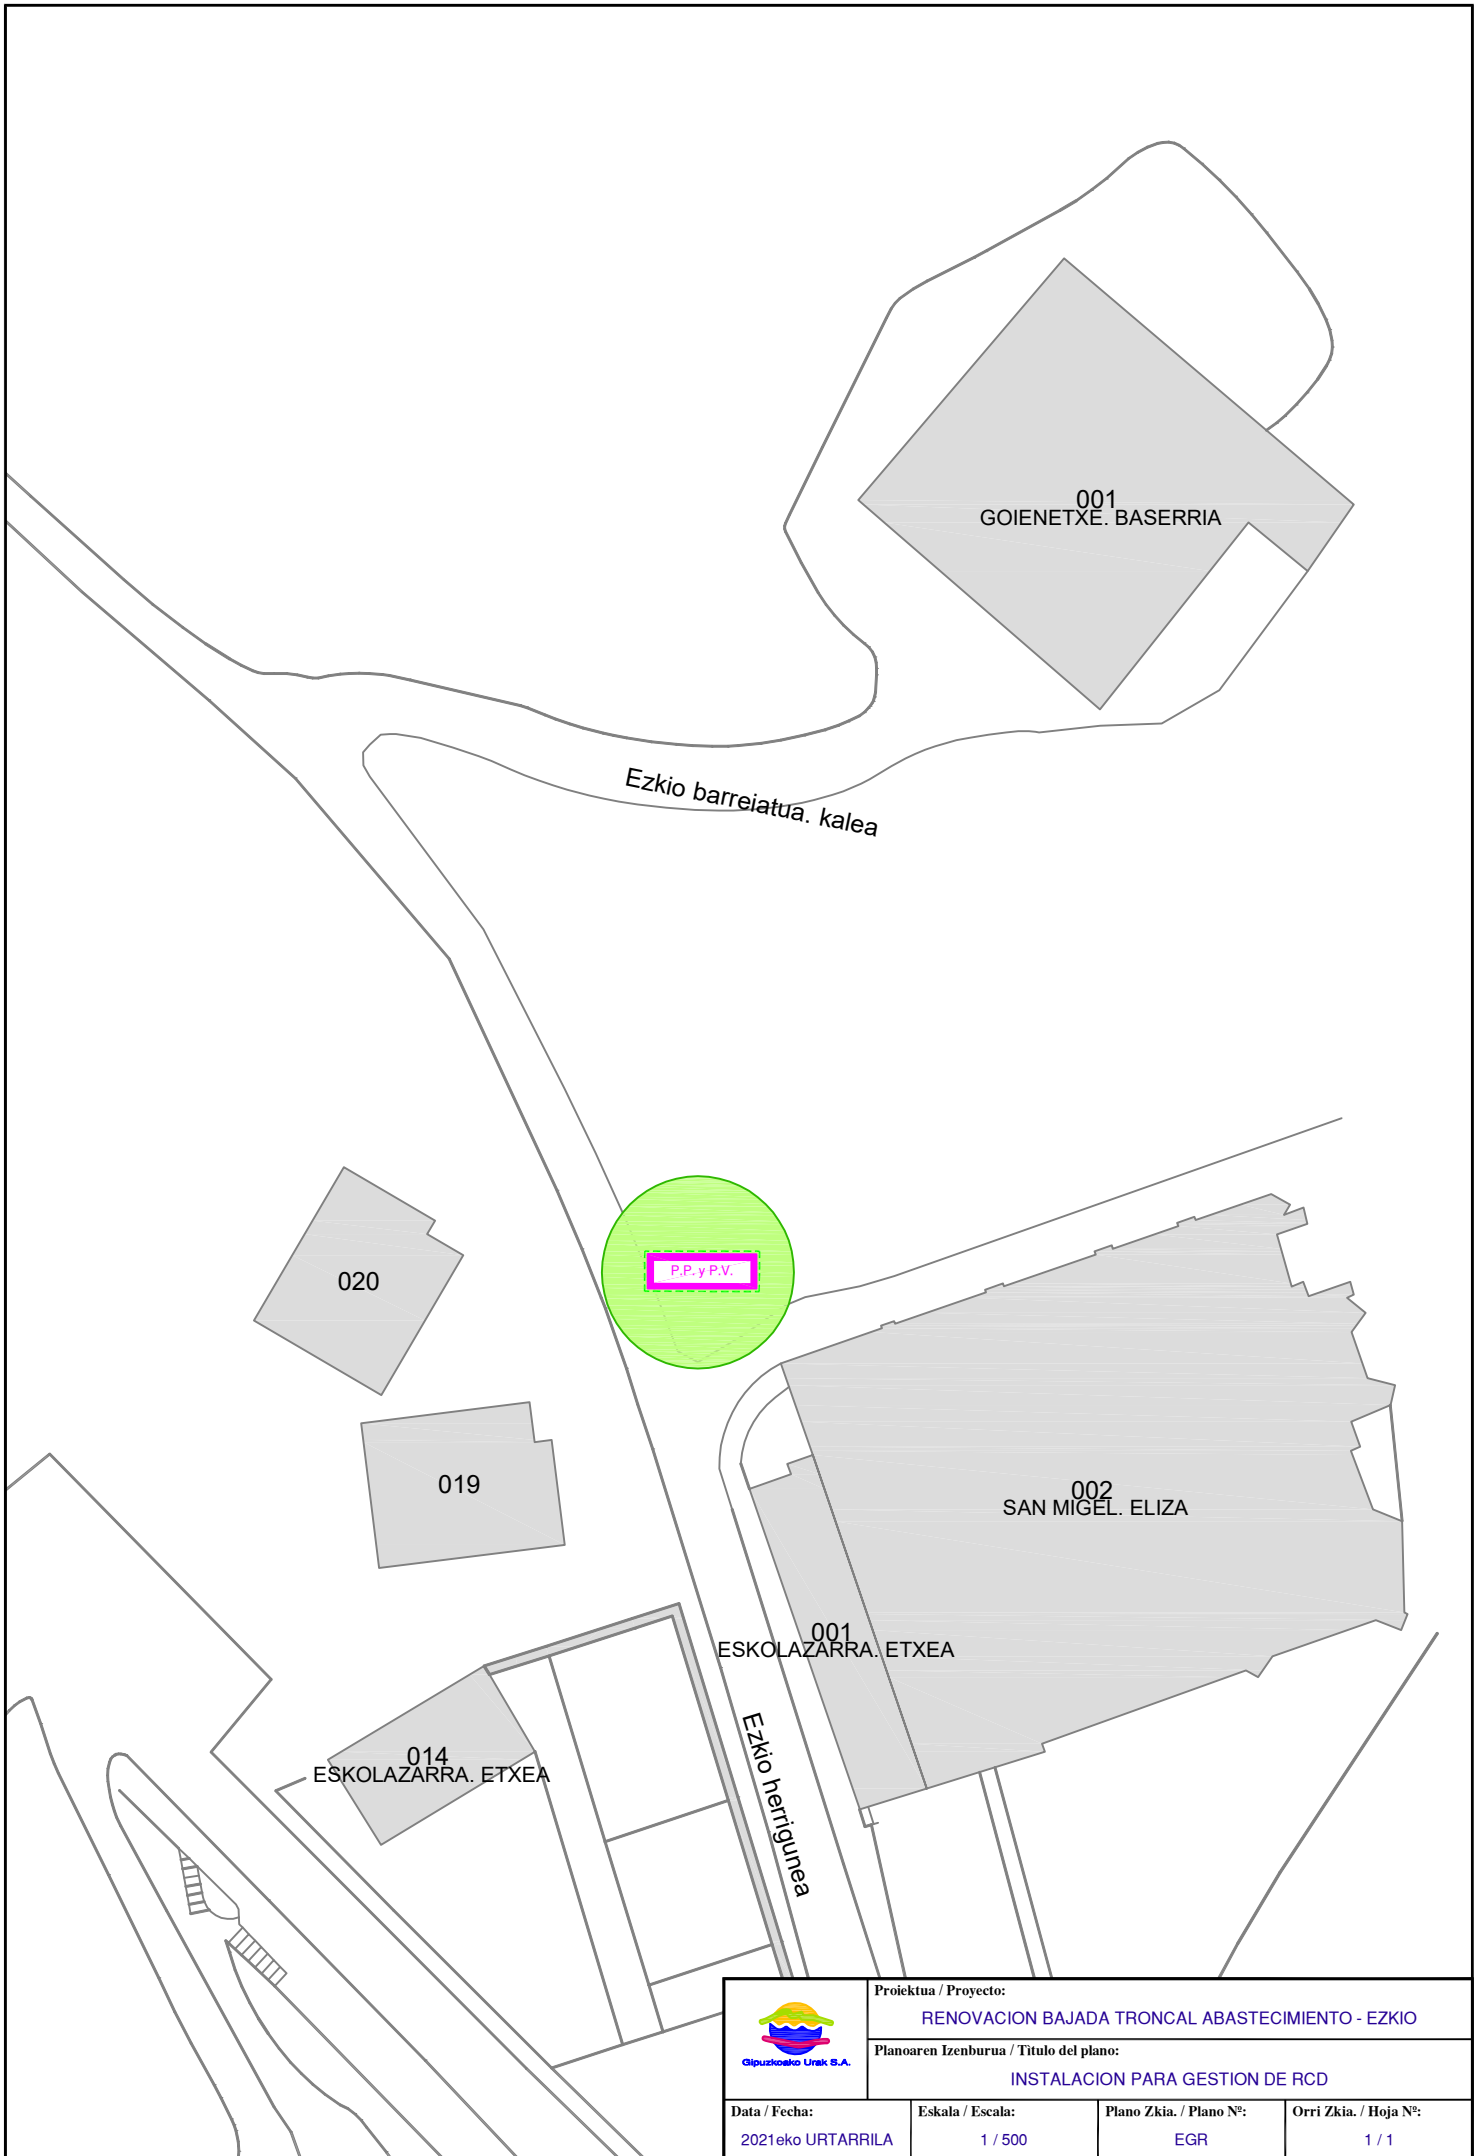 001
GOIENETXE. BASERRIA
Ezkio barreiatua. kalea
P.P. y P.V.
020
019
002
SAN MIGEL. ELIZA
001
ESKOLAZARRA. ETXEA
014
ESKOLAZARRA. ETXEA
Ezkio herrigunea
Gipuzkoako Urak S.A.
Proiektua / Proyecto:
RENOVACION BAJADA TRONCAL ABASTECIMIENTO - EZKIO
Planoaren Izenburua / Titulo del plano:
INSTALACION PARA GESTION DE RCD
Data / Fecha:
2021eko URTARRILA
Eskala / Escala:
1 / 500
Plano Zkia. / Plano Nº:
EGR
Orri Zkia. / Hoja Nº:
1 / 1